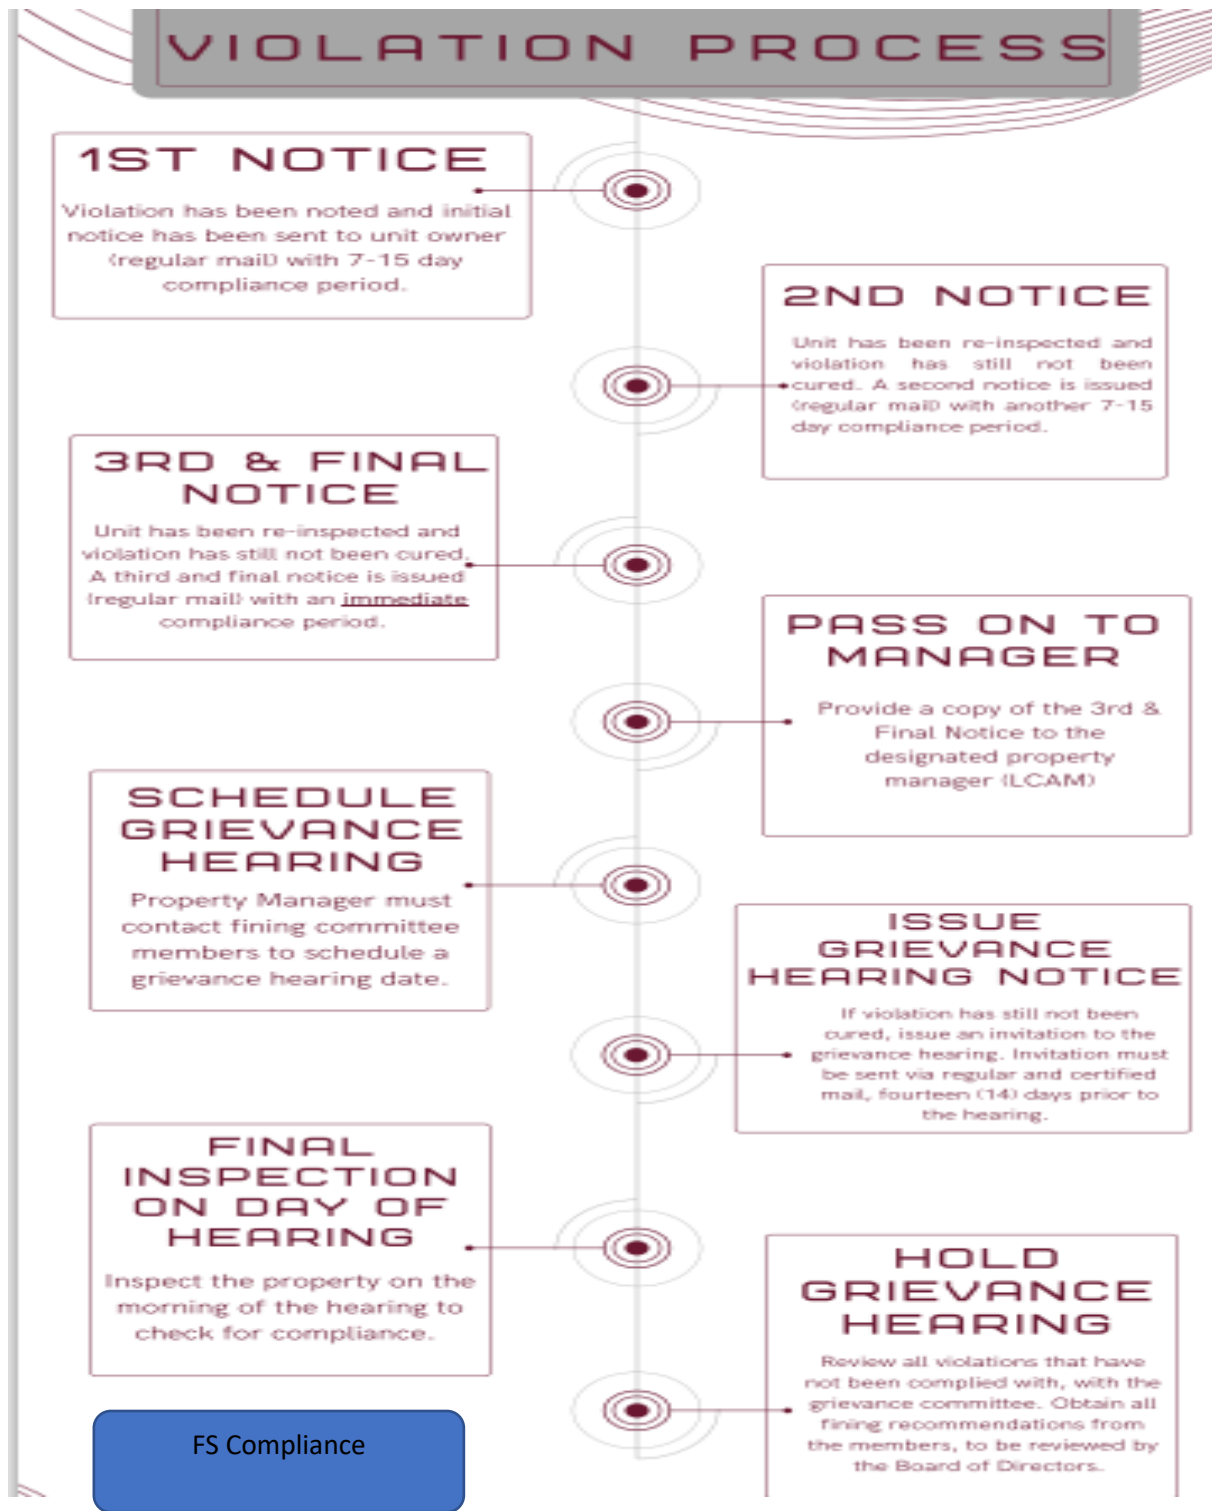 VIOLATION PROCESS
1ST NOTICE
Violation has been noted and initial
notice has been sent to unit owner
(regular mail) with 7-15 day
compliance period.
2ND NOTICE
Unit has been re-inspected and
violation has still not been
cured. A second notice is issued
(regular mail) with another 7-15
day compliance period.
3RD & FINAL
NOTICE
Unit has been re-inspected and
violation has still not been cured.
A third and final notice is issued
(regular mail) with an immediate
compliance period.
PASS ON TO
MANAGER
Provide a copy of the 3rd &
Final Notice to the
designated property
manager (LCAM)
SCHEDULE
GRIEVANCE
HEARING
Property Manager must
contact fining committee
members to schedule a
grievance hearing date.
ISSUE
GRIEVANCE
HEARING NOTICE
If violation has still not been
cured, issue an invitation to the
grievance hearing. Invitation must
be sent via regular and certified
mail, fourteen (14) days prior to
the hearing.
FINAL
INSPECTION
ON DAY OF
HEARING
Inspect the property on the
morning of the hearing to
check for compliance.
HOLD
GRIEVANCE
HEARING
Review all violations that have
not been complied with, with the
grievance committee. Obtain all
fining recommendations from
the members, to be reviewed by
the Board of Directors.
FS Compliance